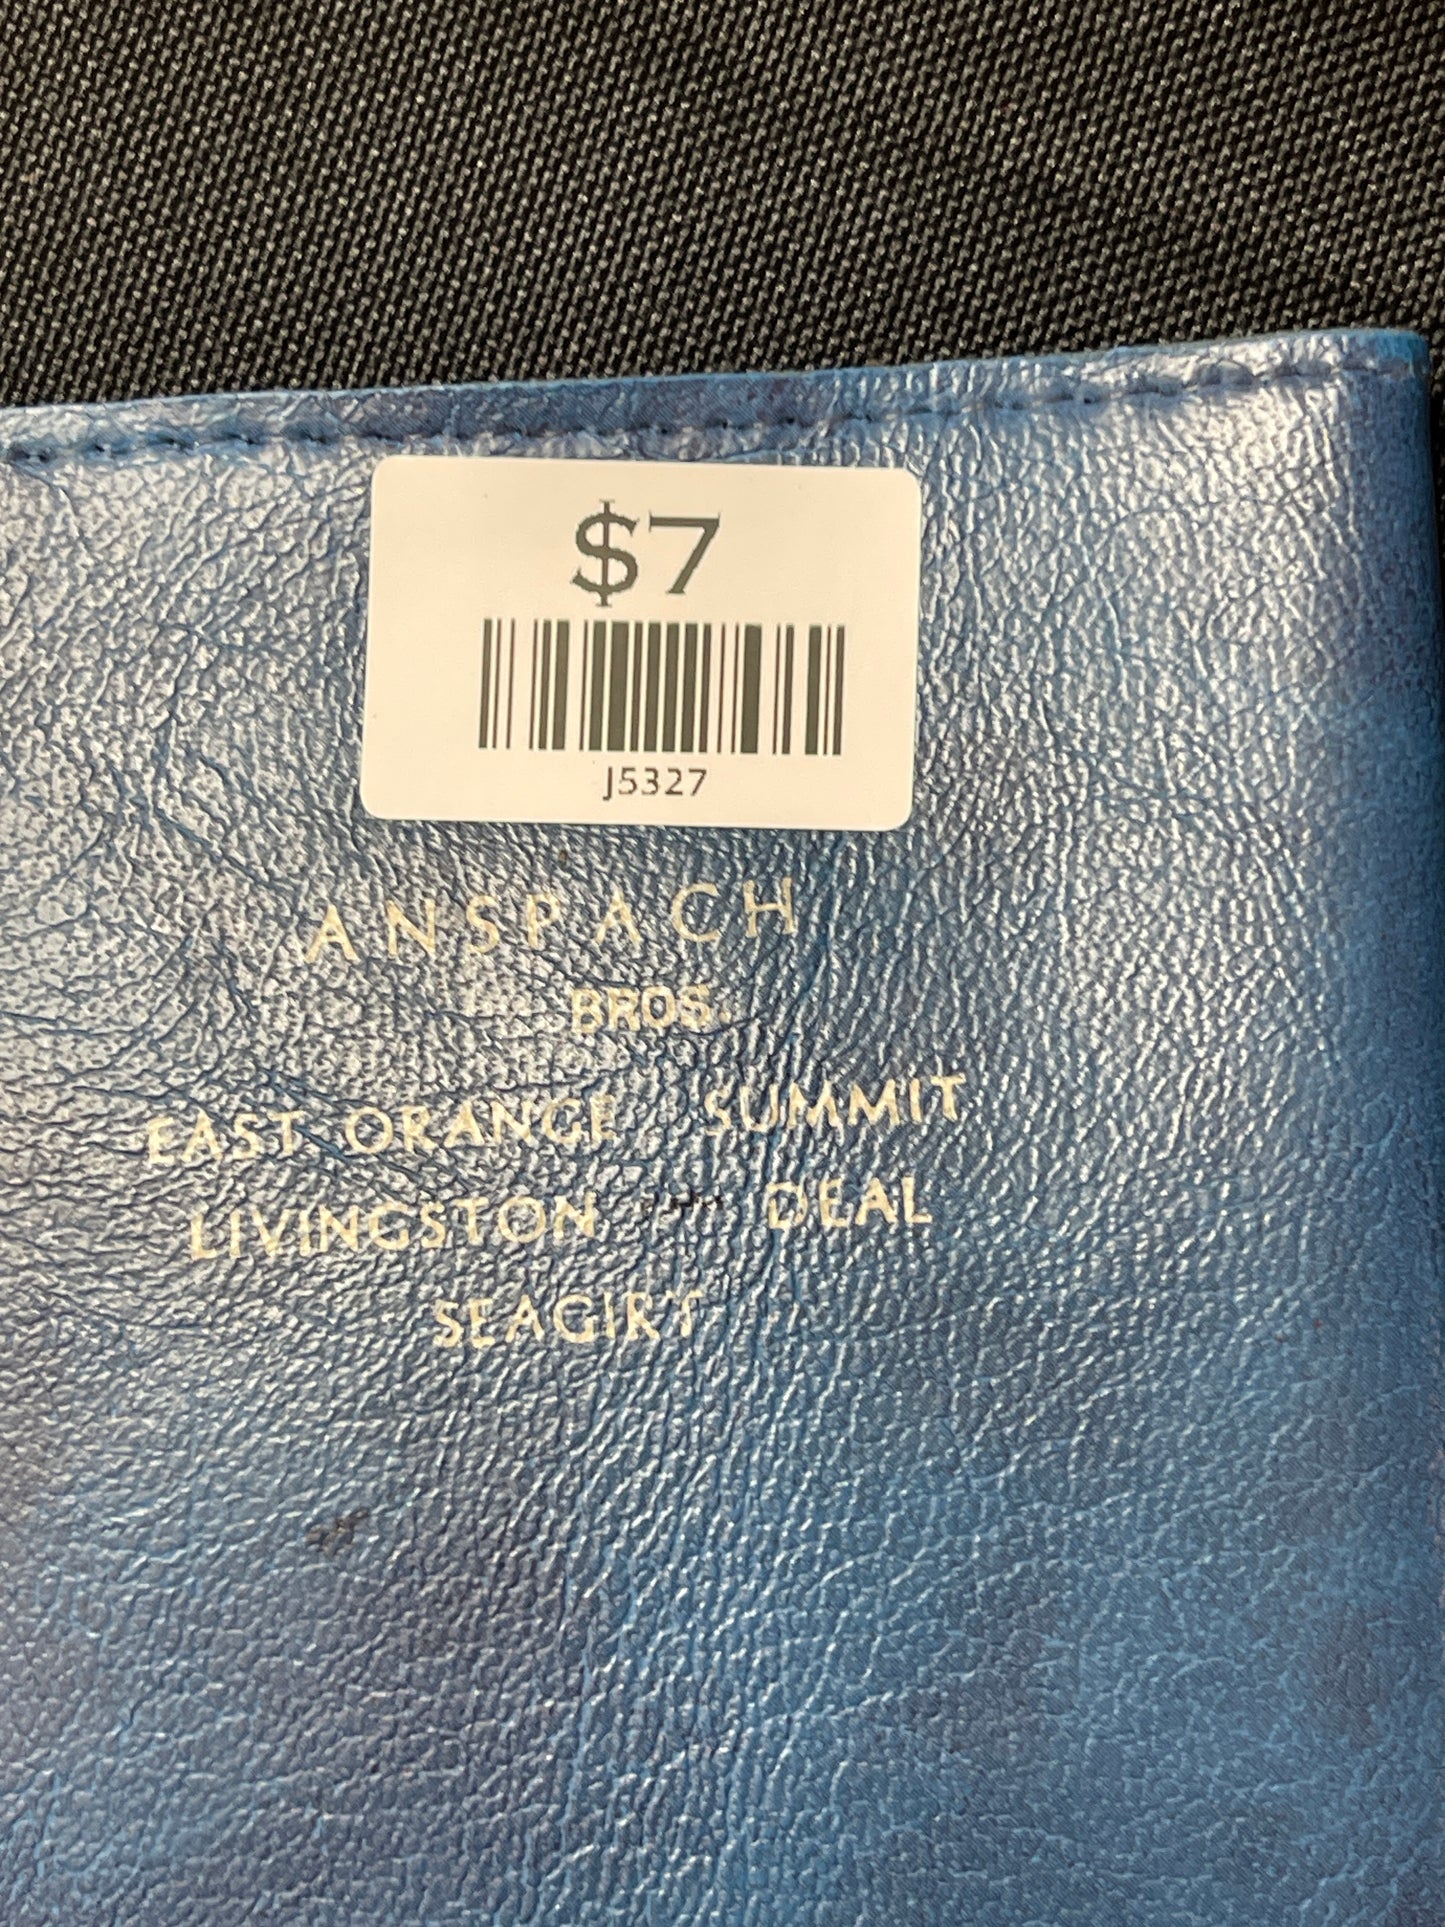 $7
J5327
ANSPACH
BROS.
EAST ORANGE SUMMIT
LIVINGSTON DEAL
SEAGIRT